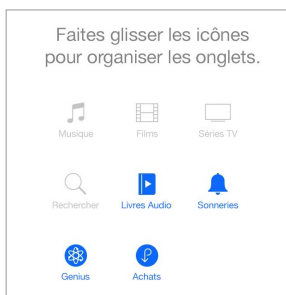 Faites glisser les icônes
pour organiser les onglets.
Musique Films Séries TV
Rechercher Livres Audio Sonneries
Genius Achats